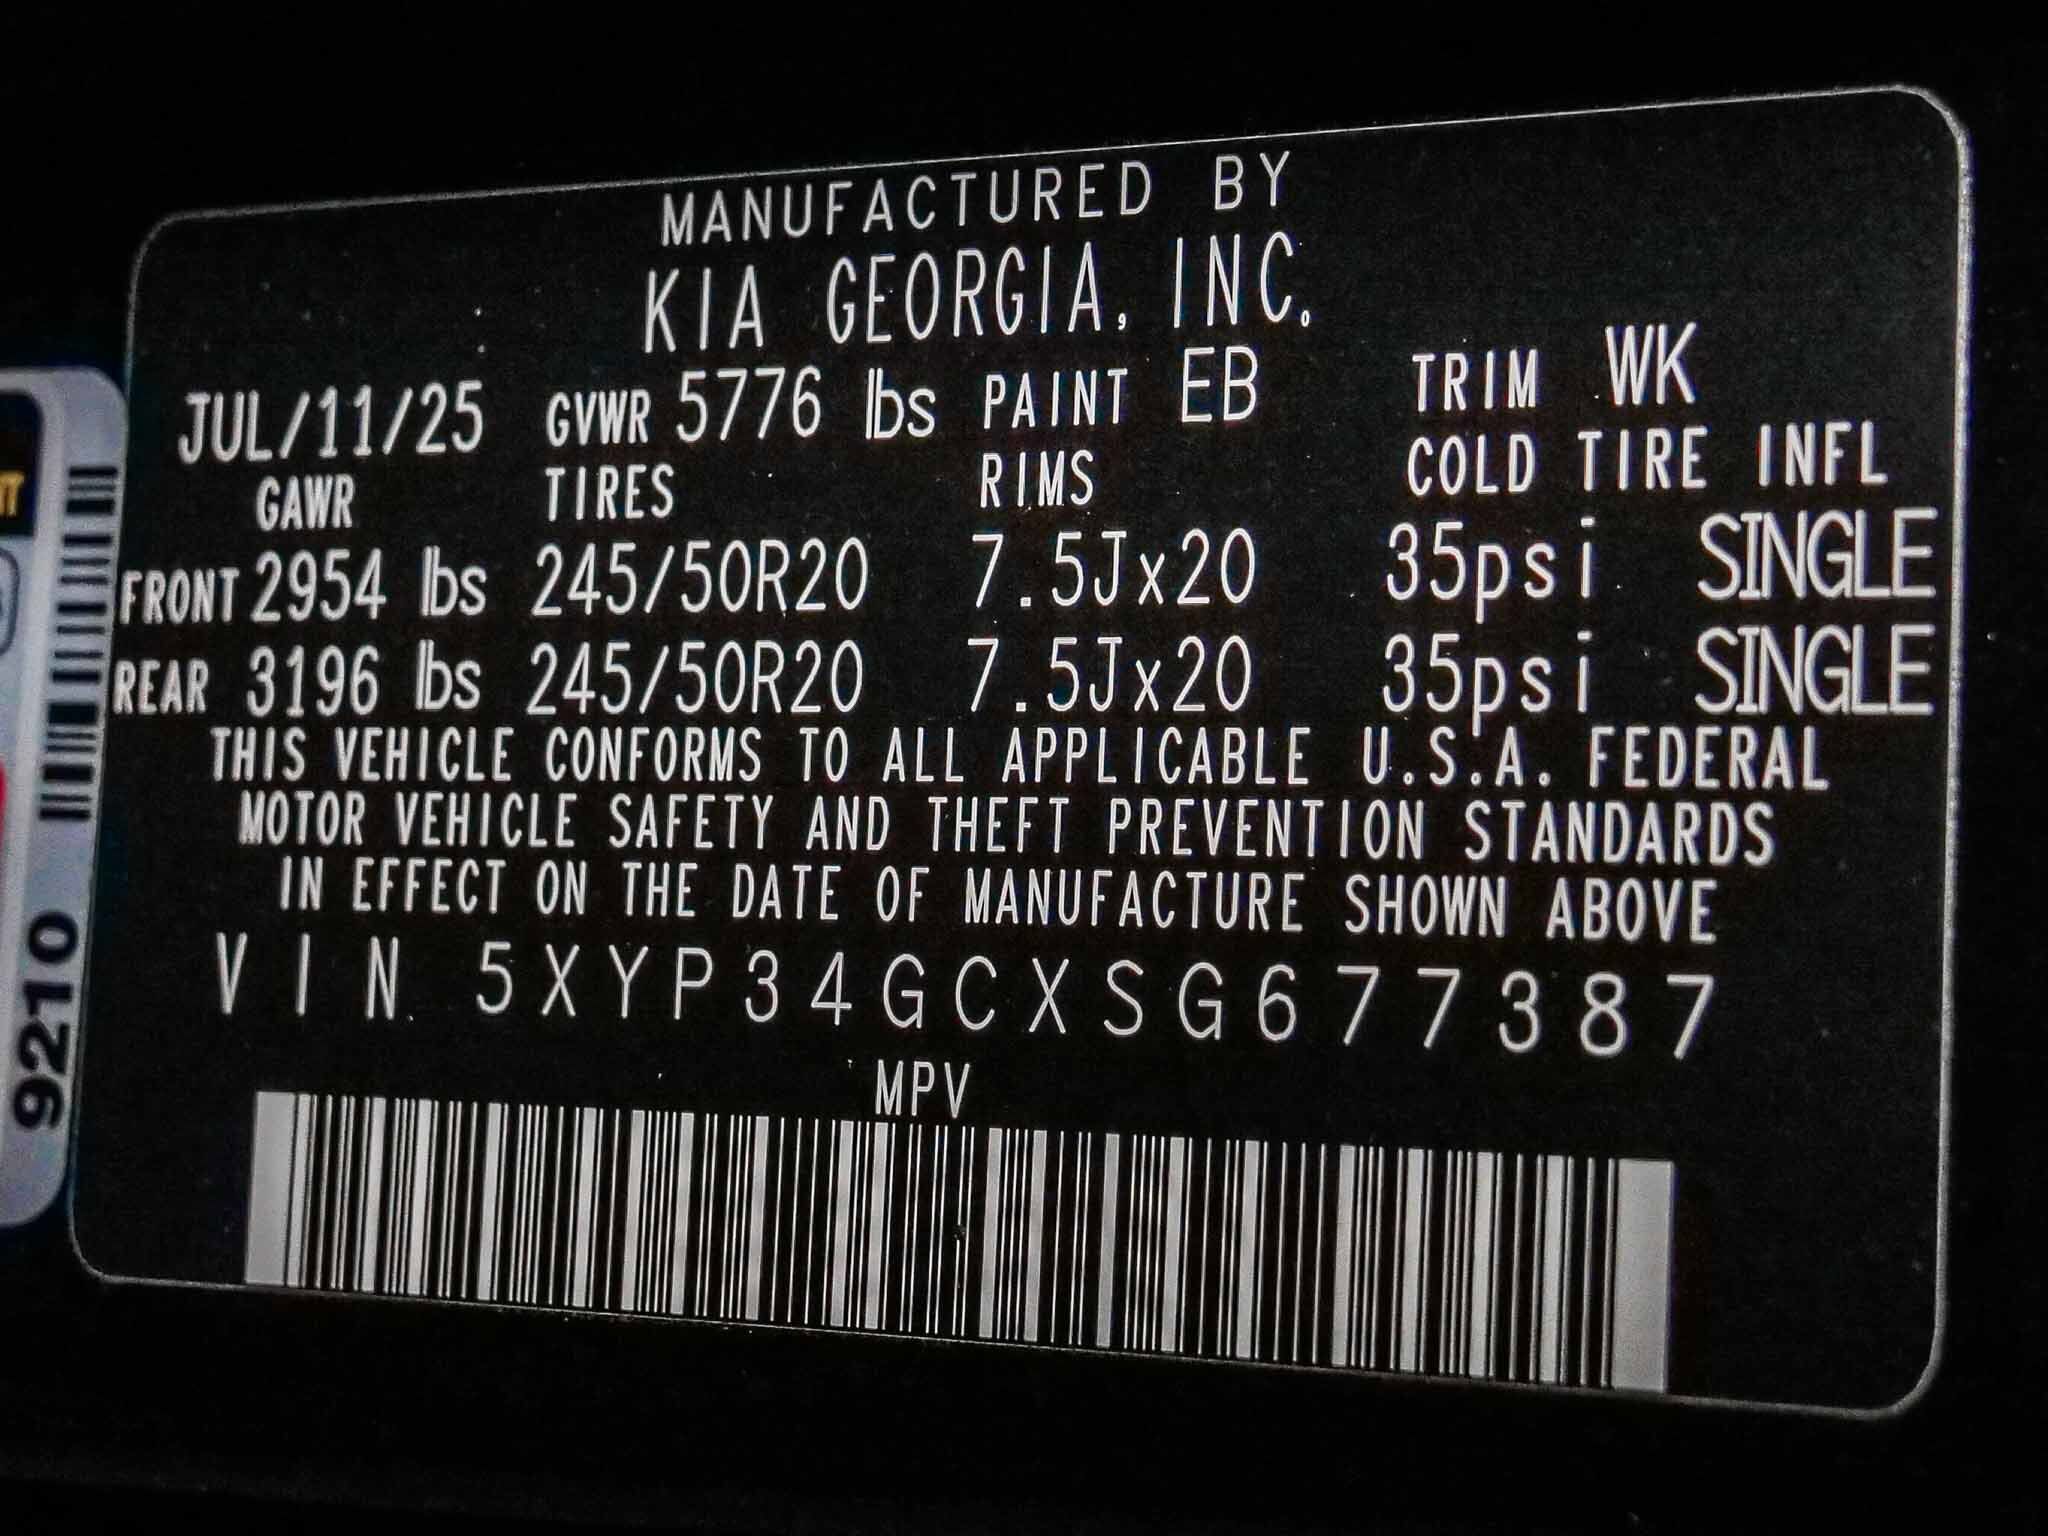 MANUFACTURED BY
KIA GEORGIA, INC.
JUL/11/25 GVWR 5776 lbs PAINT EB TRIM WK
GAWR TIRES RIMS COLD TIRE INFL
FRONT 2954 lbs 245/50R20 7.5Jx20 35psi SINGLE
REAR 3196 lbs 245/50R20 7.5Jx20 35psi SINGLE
THIS VEHICLE CONFORMS TO ALL APPLICABLE U.S.A. FEDERAL
MOTOR VEHICLE SAFETY AND THEFT PREVENTION STANDARDS
IN EFFECT ON THE DATE OF MANUFACTURE SHOWN ABOVE
VIN 5XYP34GCXSG677387
MPV
9210